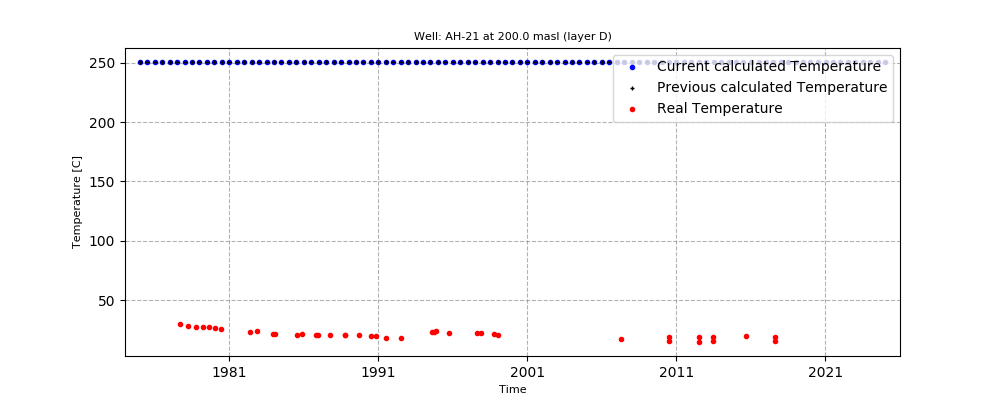 Well: AH-21 at 200.0 masl (layer D)
250
200
150
100
50
Temperature [C]
Current calculated Temperature
Previous calculated Temperature
Real Temperature
1981
1991
2001
2011
2021
Time